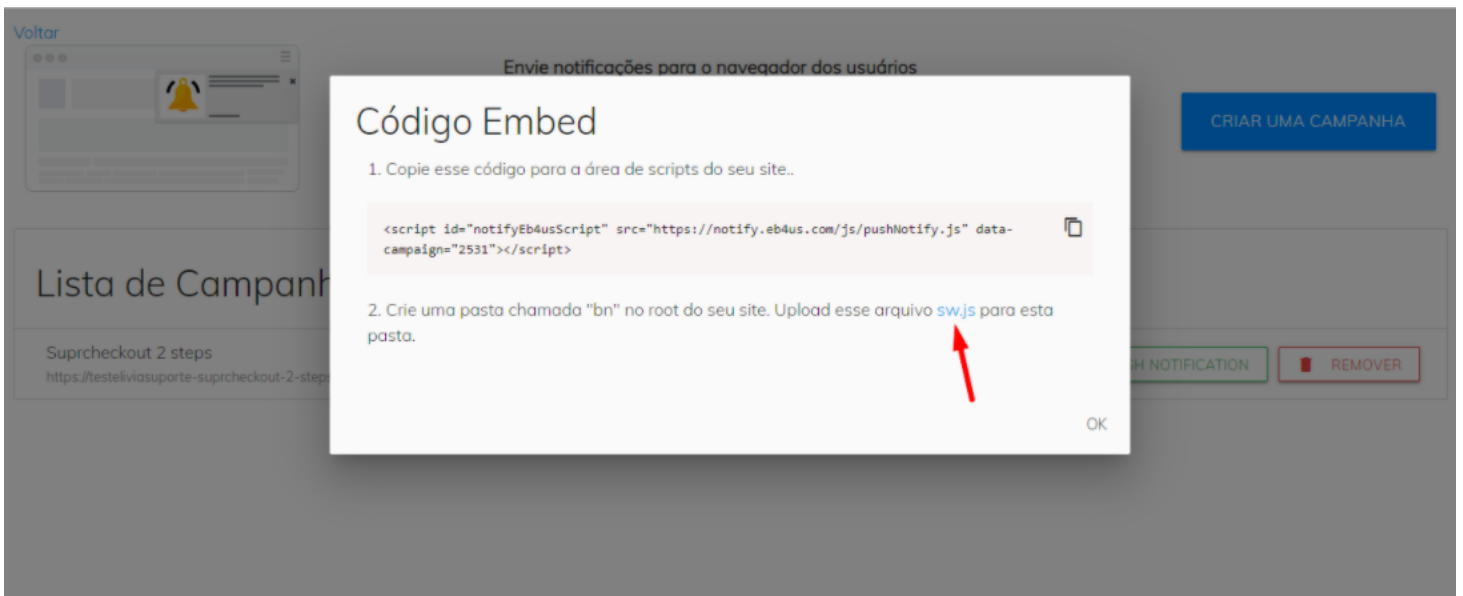 Voltar
Envie notificações para o navegador dos usuários
CRIAR UMA CAMPANHA
Código Embed
1. Copie esse código para a área de scripts do seu site..
<script id="notifyEb4usScript" src="https://notify.eb4us.com/js/pushNotify.js" data-
campaign="2531"></script>
2. Crie uma pasta chamada "bn" no root do seu site. Upload esse arquivo sw.js para esta
pasta.
OK
Lista de Campanh
Suprcheckout 2 steps
https://testeliviasuporte-suprcheckout-2-steps
H NOTIFICATION
REMOVER